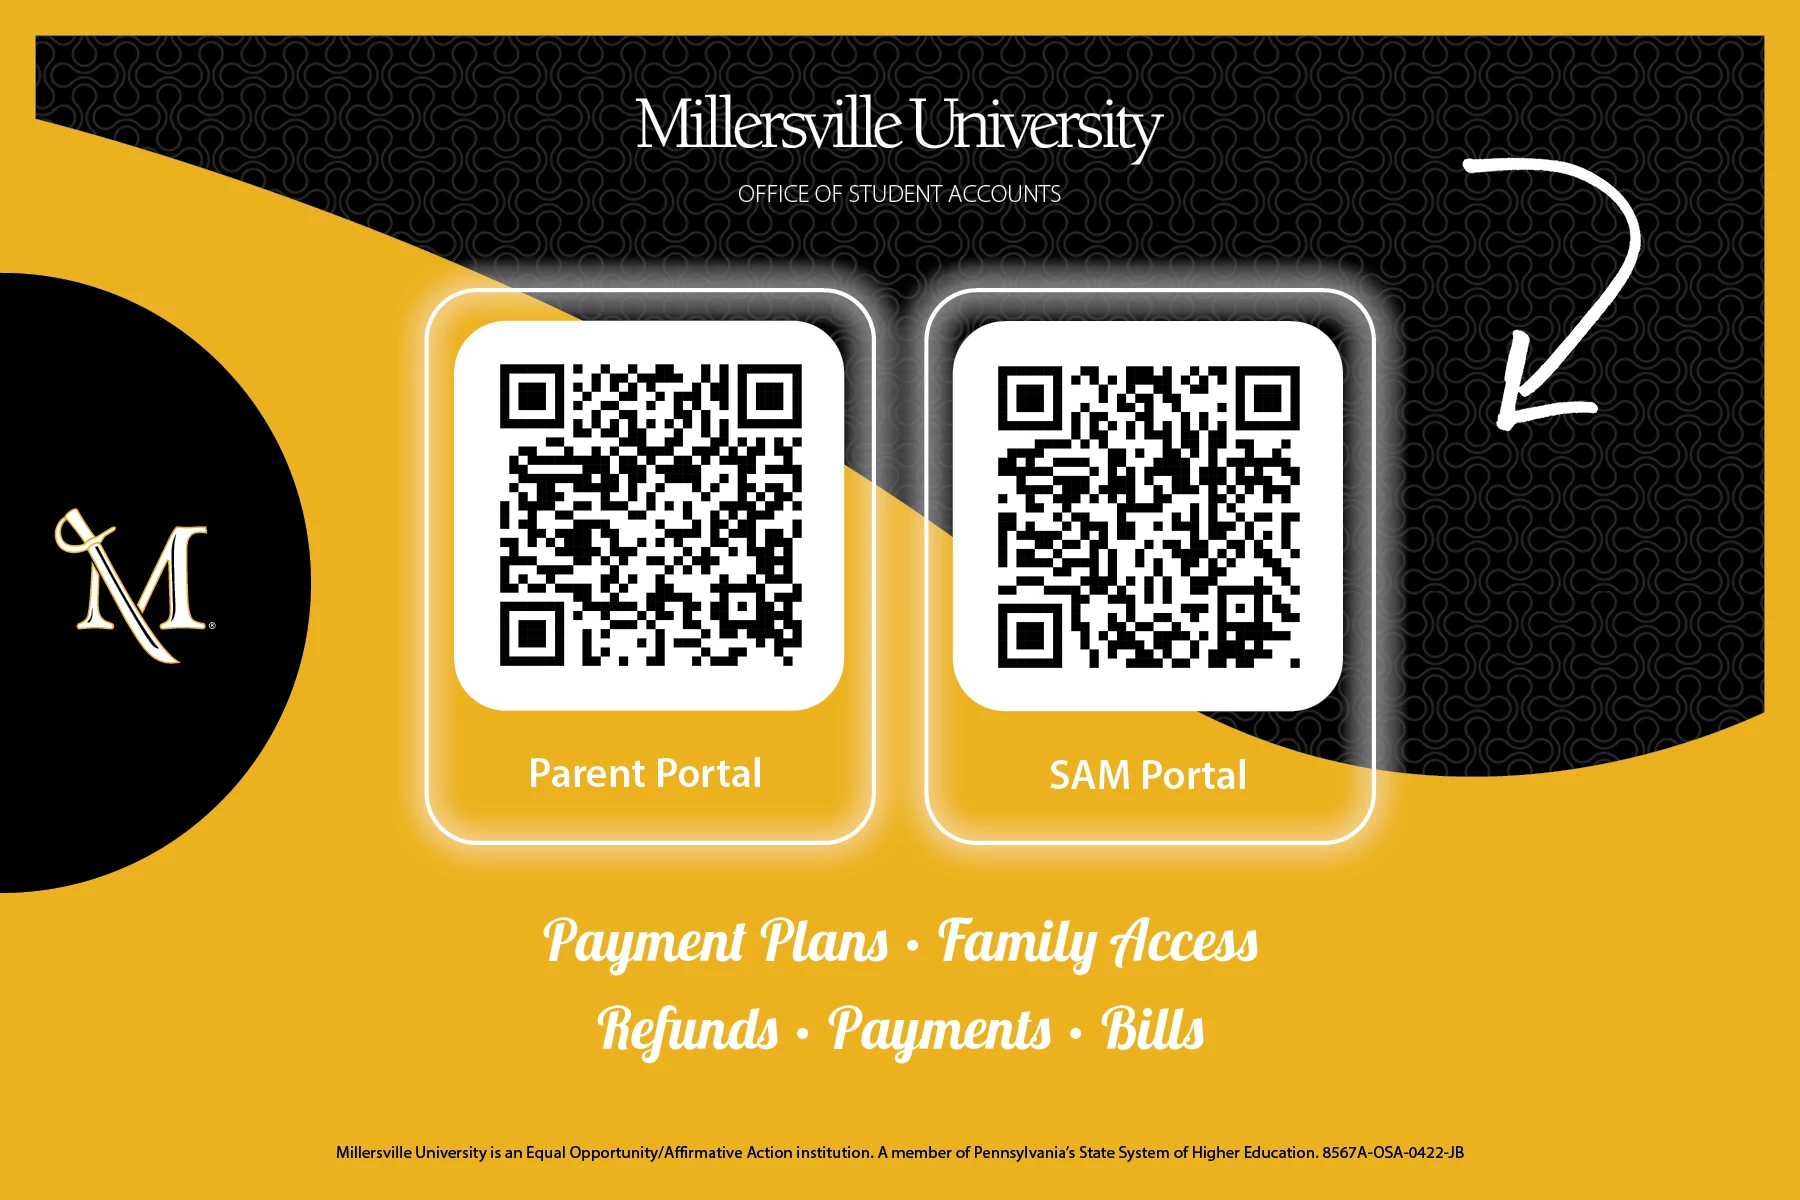 Millersville University
OFFICE OF STUDENT ACCOUNTS
M®
Parent Portal
SAM Portal
Payment Plans • Family Access
Refunds • Payments • Bills
Millersville University is an Equal Opportunity/Affirmative Action institution. A member of Pennsylvania’s State System of Higher Education. 8567A-OSA-0422-JB